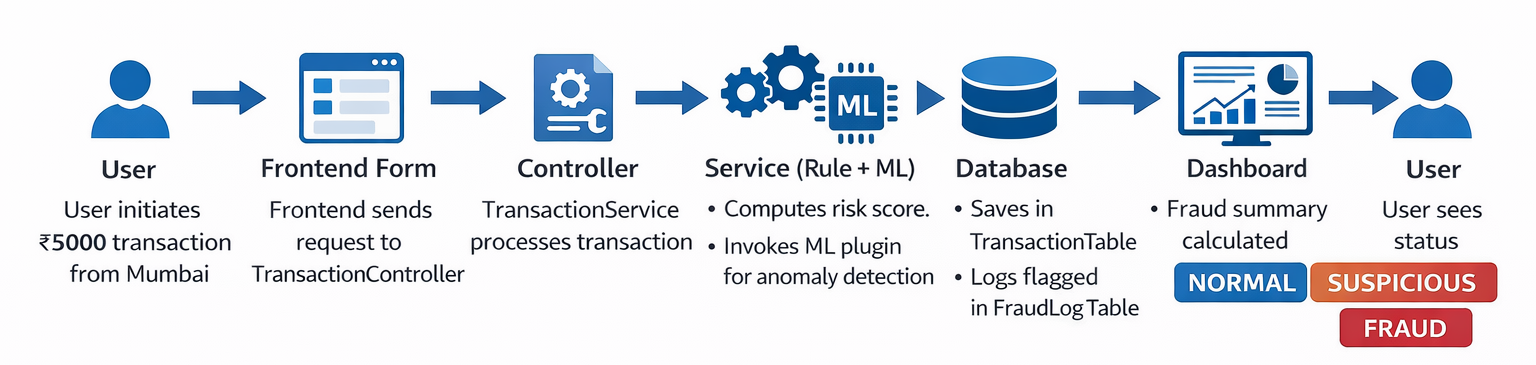 ML
User
User initiates
₹5000 transaction
from Mumbai
Frontend Form
Frontend sends
request to
TransactionController
Controller
TransactionService
processes transaction
Service (Rule + ML)
• Computes risk score.
• Invokes ML plugin
for anomaly detection
Database
• Saves in
TransactionTable
• Logs flagged
in FraudLogTable
Dashboard
• Fraud summary
calculated
User
User sees
status
NORMAL
SUSPICIOUS
FRAUD